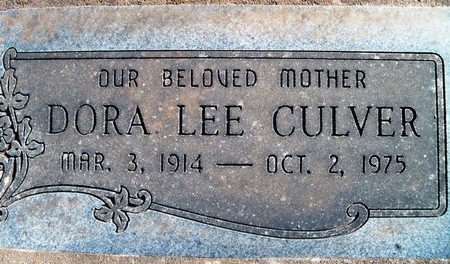 OUR BELOVED MOTHER
DORA LEE CULVER
MAR. 3, 1914 — OCT. 2, 1975